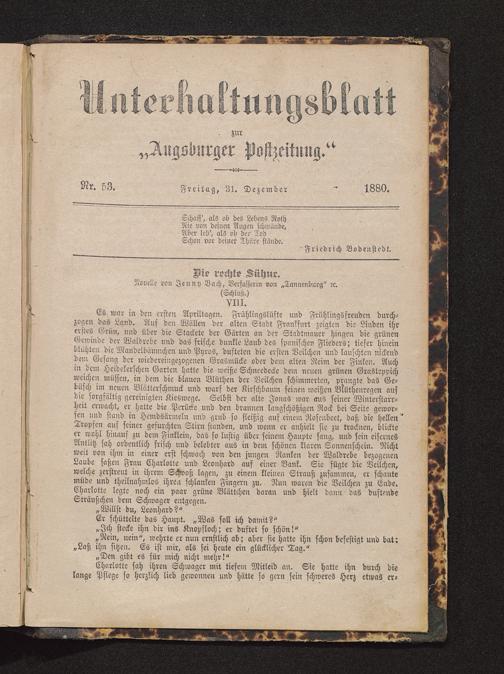 Unterhaltungsblatt
zur
„Augsburger Postzeitung."
Nr. 53. Freitag, 31. Dezember 1880.
Schaff', als ob des Lebens Roth
Nie von deinen Augen schwände,
Aber leb', als ob der Tod
Schon vor deiner Thüre stände.
Friedrich Bodenstedt.
Die rechte Sühne.
Novelle von Jenny Bach, Verfasserin von „Tannenburg" ꝛc.
(Schluß.)
VIII.
Es war in den ersten Apriltagen. Frühlingslüfte und Frühlingsfreuden durch-
zogen das Land. Auf den Wällen der alten Stadt Frankfurt zeigten die Linden ihr
erstes Grün, und über die Stackete der Gärten an der Stadtmauer hingen die grünen
Gewinde der Waldrebe und das frische dunkle Laub des spanischen Flieders; tiefer hinein
blühten die Mandelbäumchen und Pyrus, dufteten die ersten Veilchen und lauschten nickend
dem Gesang der wiedereingezogenen Grasmücke oder dem alten Reim der Finken. Auch
in dem Heidekerschen Garten hatte die weiße Schneedecke dem neuen grünen Grasteppich
weichen müssen, in dem die blauen Blüthen der Veilchen schimmerten, prangte das Ge-
büsch im neuen Blätterschmuck und warf der Kirschbaum seinen weißen Blüthenregen auf
die sorgfältig gereinigten Kieswege. Selbst der alte Jonas war aus seiner Winterstarr-
heit erwacht, er hatte die Perücke und den braunen langschößigen Rock bei Seite gewor-
fen und stand in Hemdsärmeln und grub so fleißig auf einem Rosenbeet, daß die hellen
Tropfen auf seiner gefurchten Stirn standen, und wenn er anhielt sie zu trocknen, blickte
er wohl hinauf zu dem Finklein, das so lustig über seinem Haupte sang, und sein eisernes
Antlitz sah ordentlich frisch und belebter aus in dem schönen klaren Sonnenschein. Nicht
weit von ihm in einer erst schwach von den jungen Ranken der Waldrebe bezogenen
Laube saßen Frau Charlotte und Leonhard auf einer Bank. Sie fügte die Veilchen,
welche zerstreut in ihrem Schooß lagen, zu einem kleinen Strauß zusammen, er schaute
müde und theilnahmlos ihren schlanken Fingern zu. Nun waren die Veilchen zu Ende.
Charlotte legte noch ein paar grüne Blättchen daran und hielt dann das duftende
Sträußchen dem Schwager entgegen.
„Willst du, Leonhard?"
Er schüttelte das Haupt. „Was soll ich damit?"
„Ich stecke ihn dir ins Knopfloch; er duftet so schön!"
„Nein, nein", wehrte er nun ernstlich ab; aber sie hatte ihn schon befestigt und bat:
„Laß ihn sitzen. Es ist mir, als sei heute ein glücklicher Tag."
„Den gibt es für mich nicht mehr!"
Charlotte sah ihren Schwager mit tiefem Mitleid an. Sie hatte ihn durch die
lange Pflege so herzlich lieb gewonnen und hätte so gern sein schweres Herz etwas er-